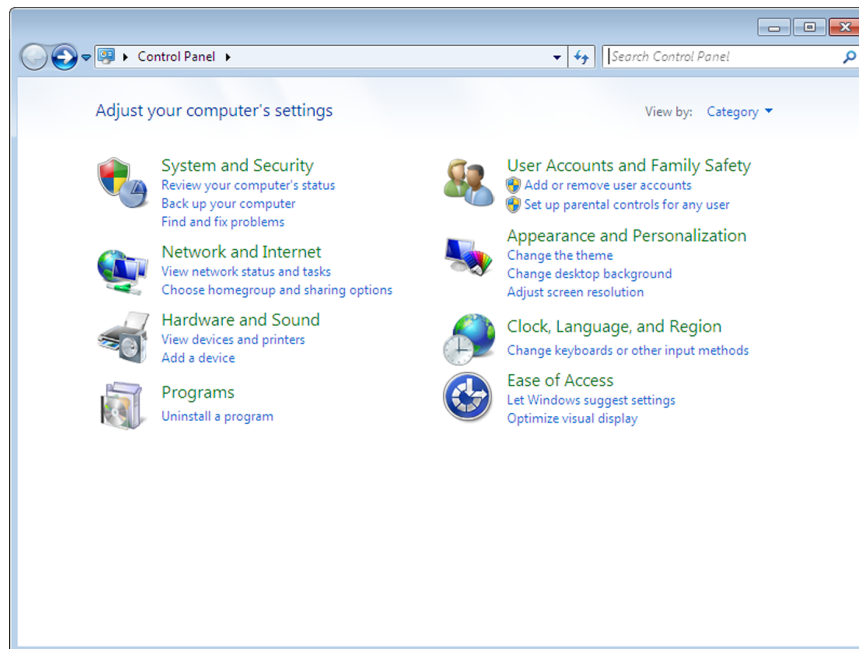 Control Panel
Search Control Panel
Adjust your computer's settings
View by: Category
System and Security
Review your computer's status
Back up your computer
Find and fix problems
Network and Internet
View network status and tasks
Choose homegroup and sharing options
Hardware and Sound
View devices and printers
Add a device
Programs
Uninstall a program
User Accounts and Family Safety
Add or remove user accounts
Set up parental controls for any user
Appearance and Personalization
Change the theme
Change desktop background
Adjust screen resolution
Clock, Language, and Region
Change keyboards or other input methods
Ease of Access
Let Windows suggest settings
Optimize visual display